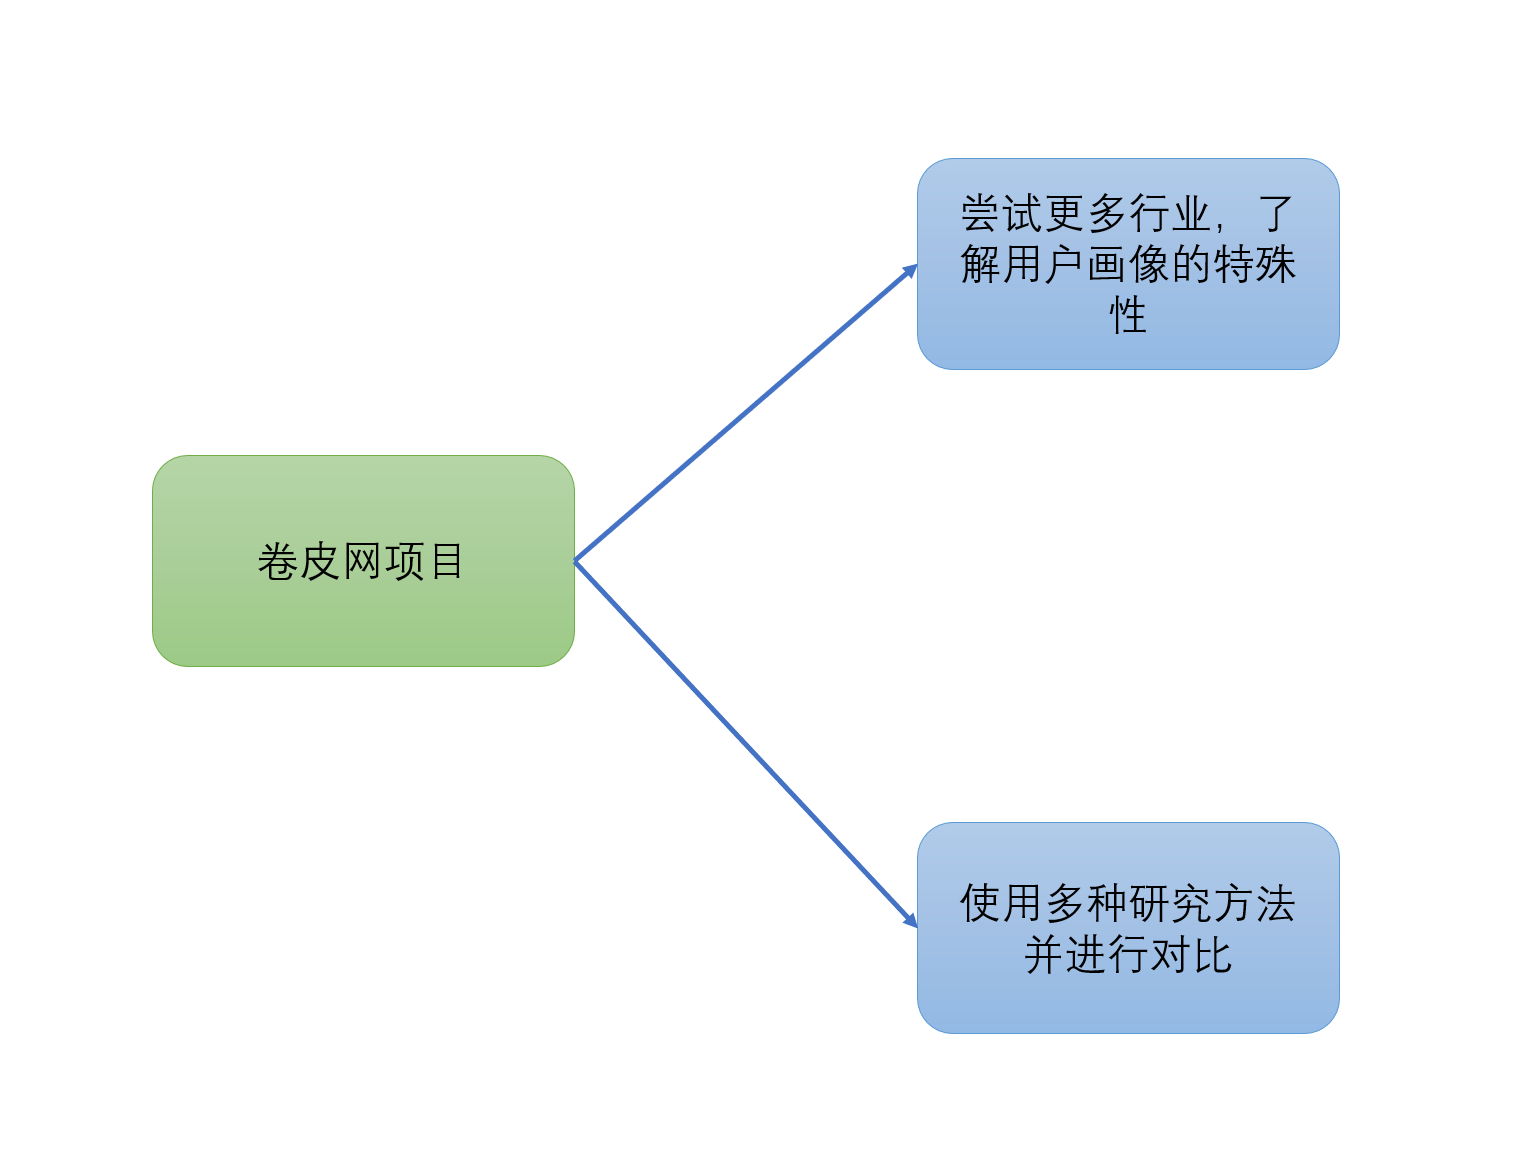 尝试更多行业，了
解用户画像的特殊
性
卷皮网项目
使用多种研究方法
并进行对比